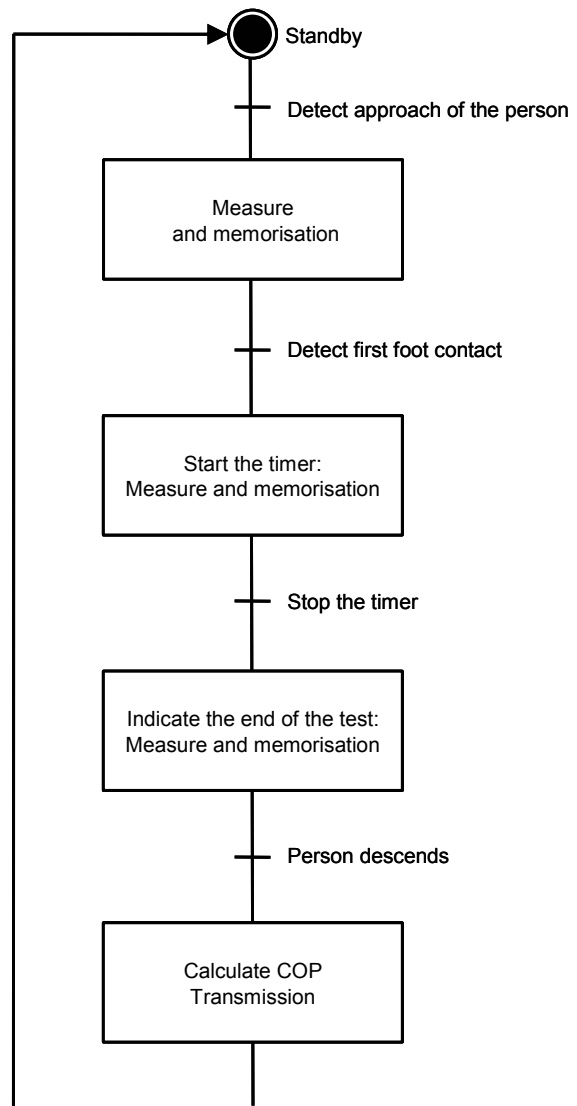 Standby
Detect approach of the person
Measure
and memorisation
Detect first foot contact
Start the timer:
Measure and memorisation
Stop the timer
Indicate the end of the test:
Measure and memorisation
Person descends
Calculate COP
Transmission